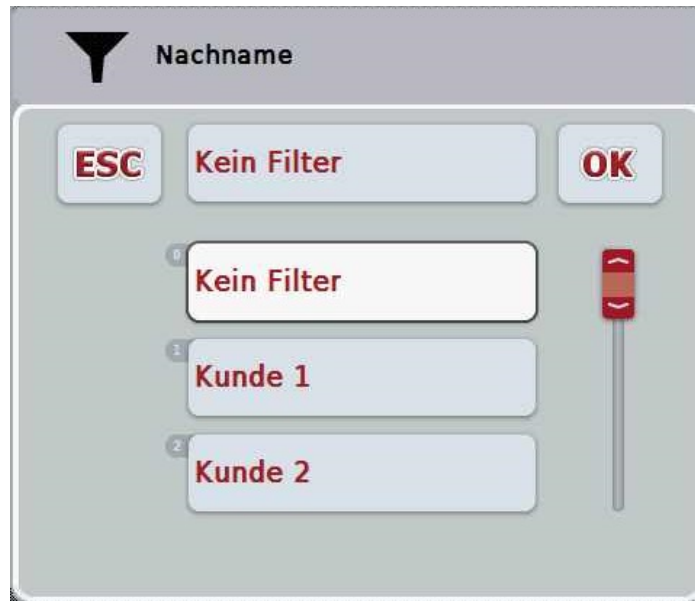 Nachname
ESC
Kein Filter
OK
0
Kein Filter
1
Kunde 1
2
Kunde 2